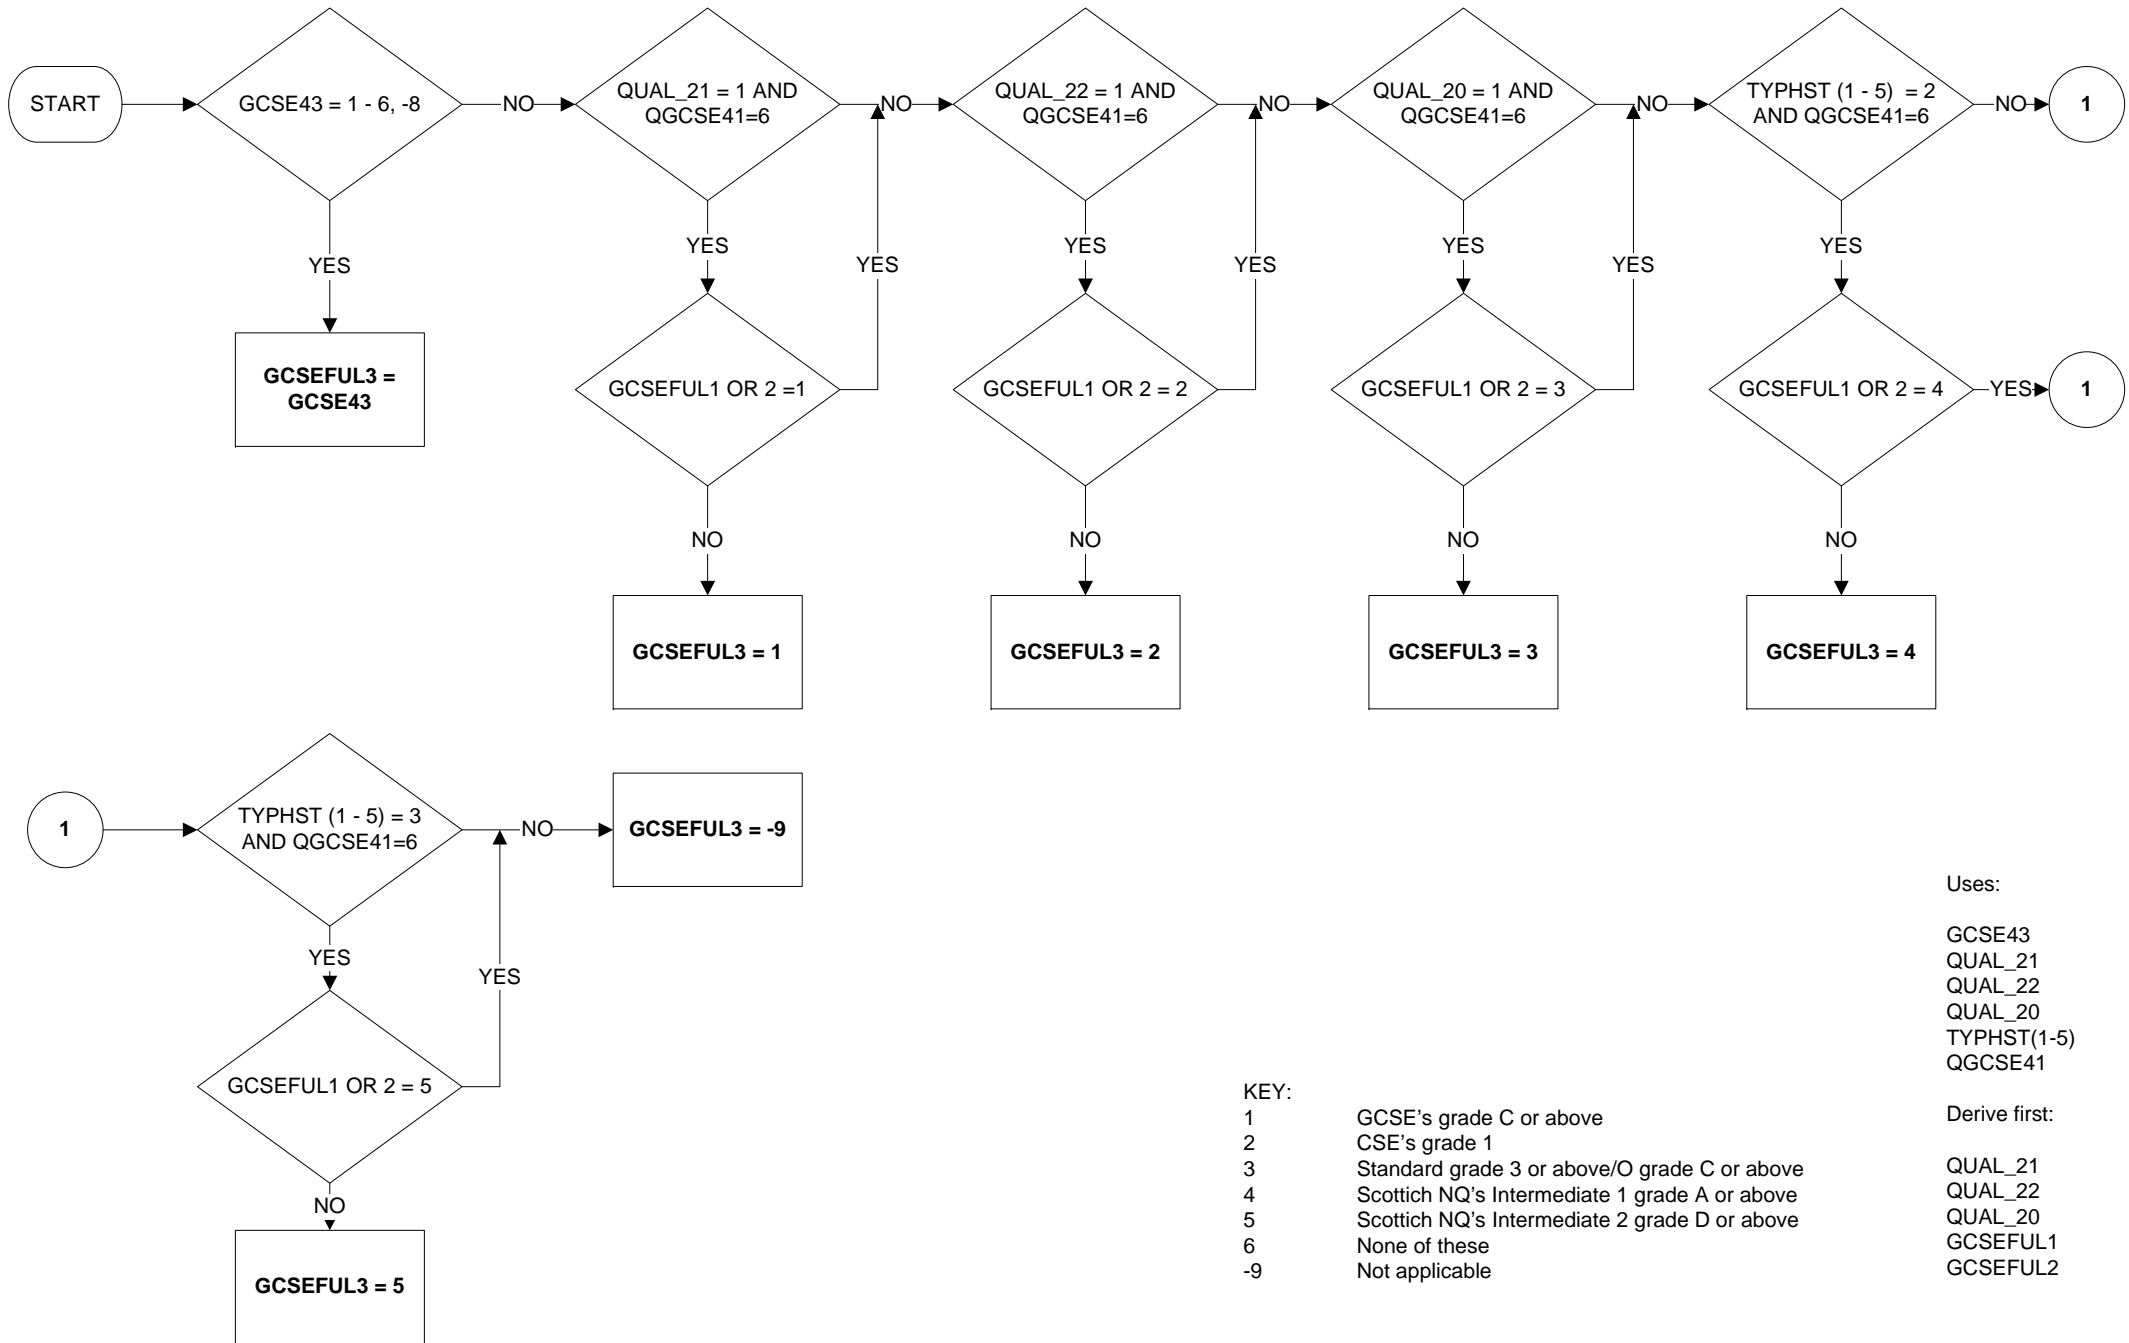 START
GCSE43 = 1 - 6, -8
NO
QUAL_21 = 1 AND
QGCSE41=6
NO
QUAL_22 = 1 AND
QGCSE41=6
NO
QUAL_20 = 1 AND
QGCSE41=6
NO
TYPHST (1 - 5) = 2
AND QGCSE41=6
NO
1
YES
YES
YES
YES
YES
YES
YES
YES
GCSEFUL3 =
GCSE43
GCSEFUL1 OR 2 =1
GCSEFUL1 OR 2 = 2
GCSEFUL1 OR 2 = 3
GCSEFUL1 OR 2 = 4
YES
1
NO
NO
NO
NO
GCSEFUL3 = 1
GCSEFUL3 = 2
GCSEFUL3 = 3
GCSEFUL3 = 4
1
TYPHST (1 - 5) = 3
AND QGCSE41=6
NO
GCSEFUL3 = -9
YES
YES
GCSEFUL1 OR 2 = 5
NO
GCSEFUL3 = 5
KEY:
1 GCSE’s grade C or above
2 CSE’s grade 1
3 Standard grade 3 or above/O grade C or above
4 Scottich NQ’s Intermediate 1 grade A or above
5 Scottich NQ’s Intermediate 2 grade D or above
6 None of these
-9 Not applicable
Uses:
GCSE43
QUAL_21
QUAL_22
QUAL_20
TYPHST(1-5)
QGCSE41
Derive first:
QUAL_21
QUAL_22
QUAL_20
GCSEFUL1
GCSEFUL2